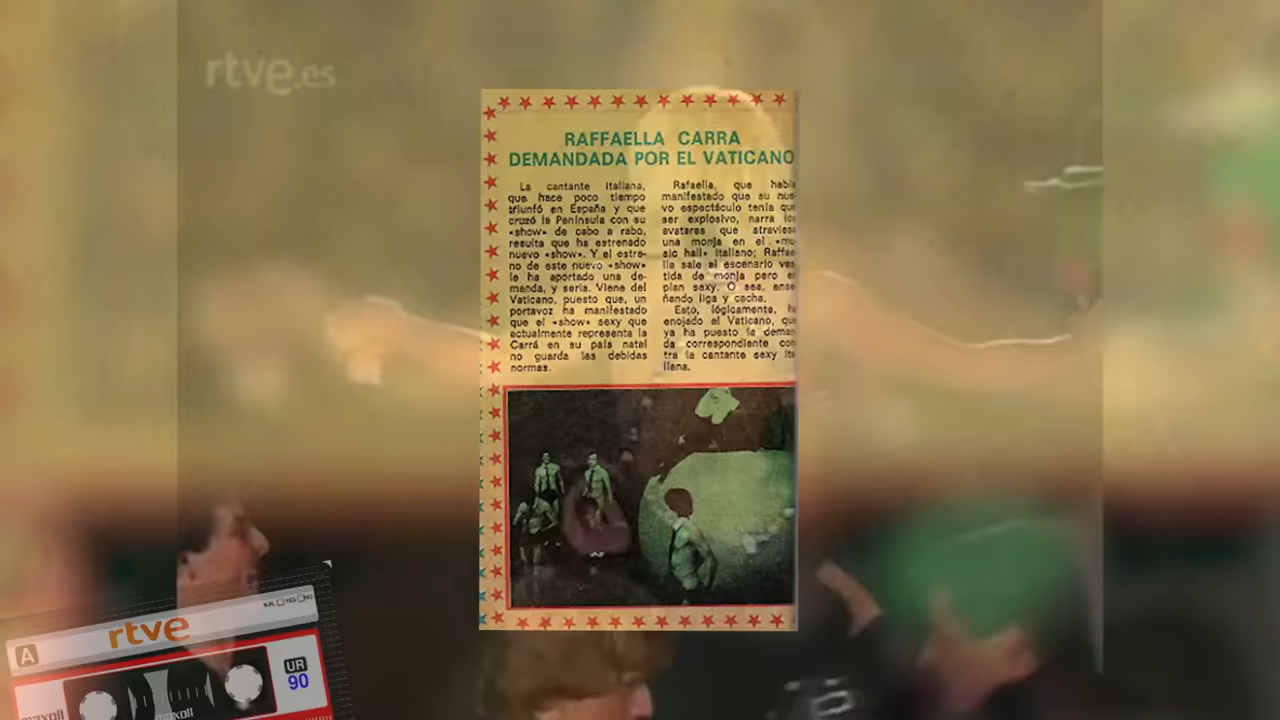 rtve.es
RAFFAELLA CARRA
DEMANDADA POR EL VATICANO
La cantante italiana,
que hace poco tiempo
triunfó en España y que
cruzó la Península con su
«show» de cabo a rabo,
resulta que ha estrenado
nuevo «show». Y el estre-
no de este nuevo «show»
le ha aportado una de-
manda, y seria. Viene del
Vaticano, puesto que, un
portavoz ha manifestado
que el «show» sexy que
actualmente representa la
Carrá en su país natal
no guarda las debidas
normas.
Rafaella, que había
manifestado que su nue
vo espectáculo tenía que
ser explosivo, narra los
avatares que atraviesa
una monja en el «mu
sic hall» italiano; Raffae
lla sale al escenario ves
tida de monja pero en
plan sexy. O sea, ense
ñando liga y cacha.
Esto, lógicamente, ha
enojado al Vaticano, que
ya ha puesto la deman
da correspondiente con
tra la cantante sexy ita
liana.
A
rtve
N.R. YES NO
UR
90
maxoll
maxoll